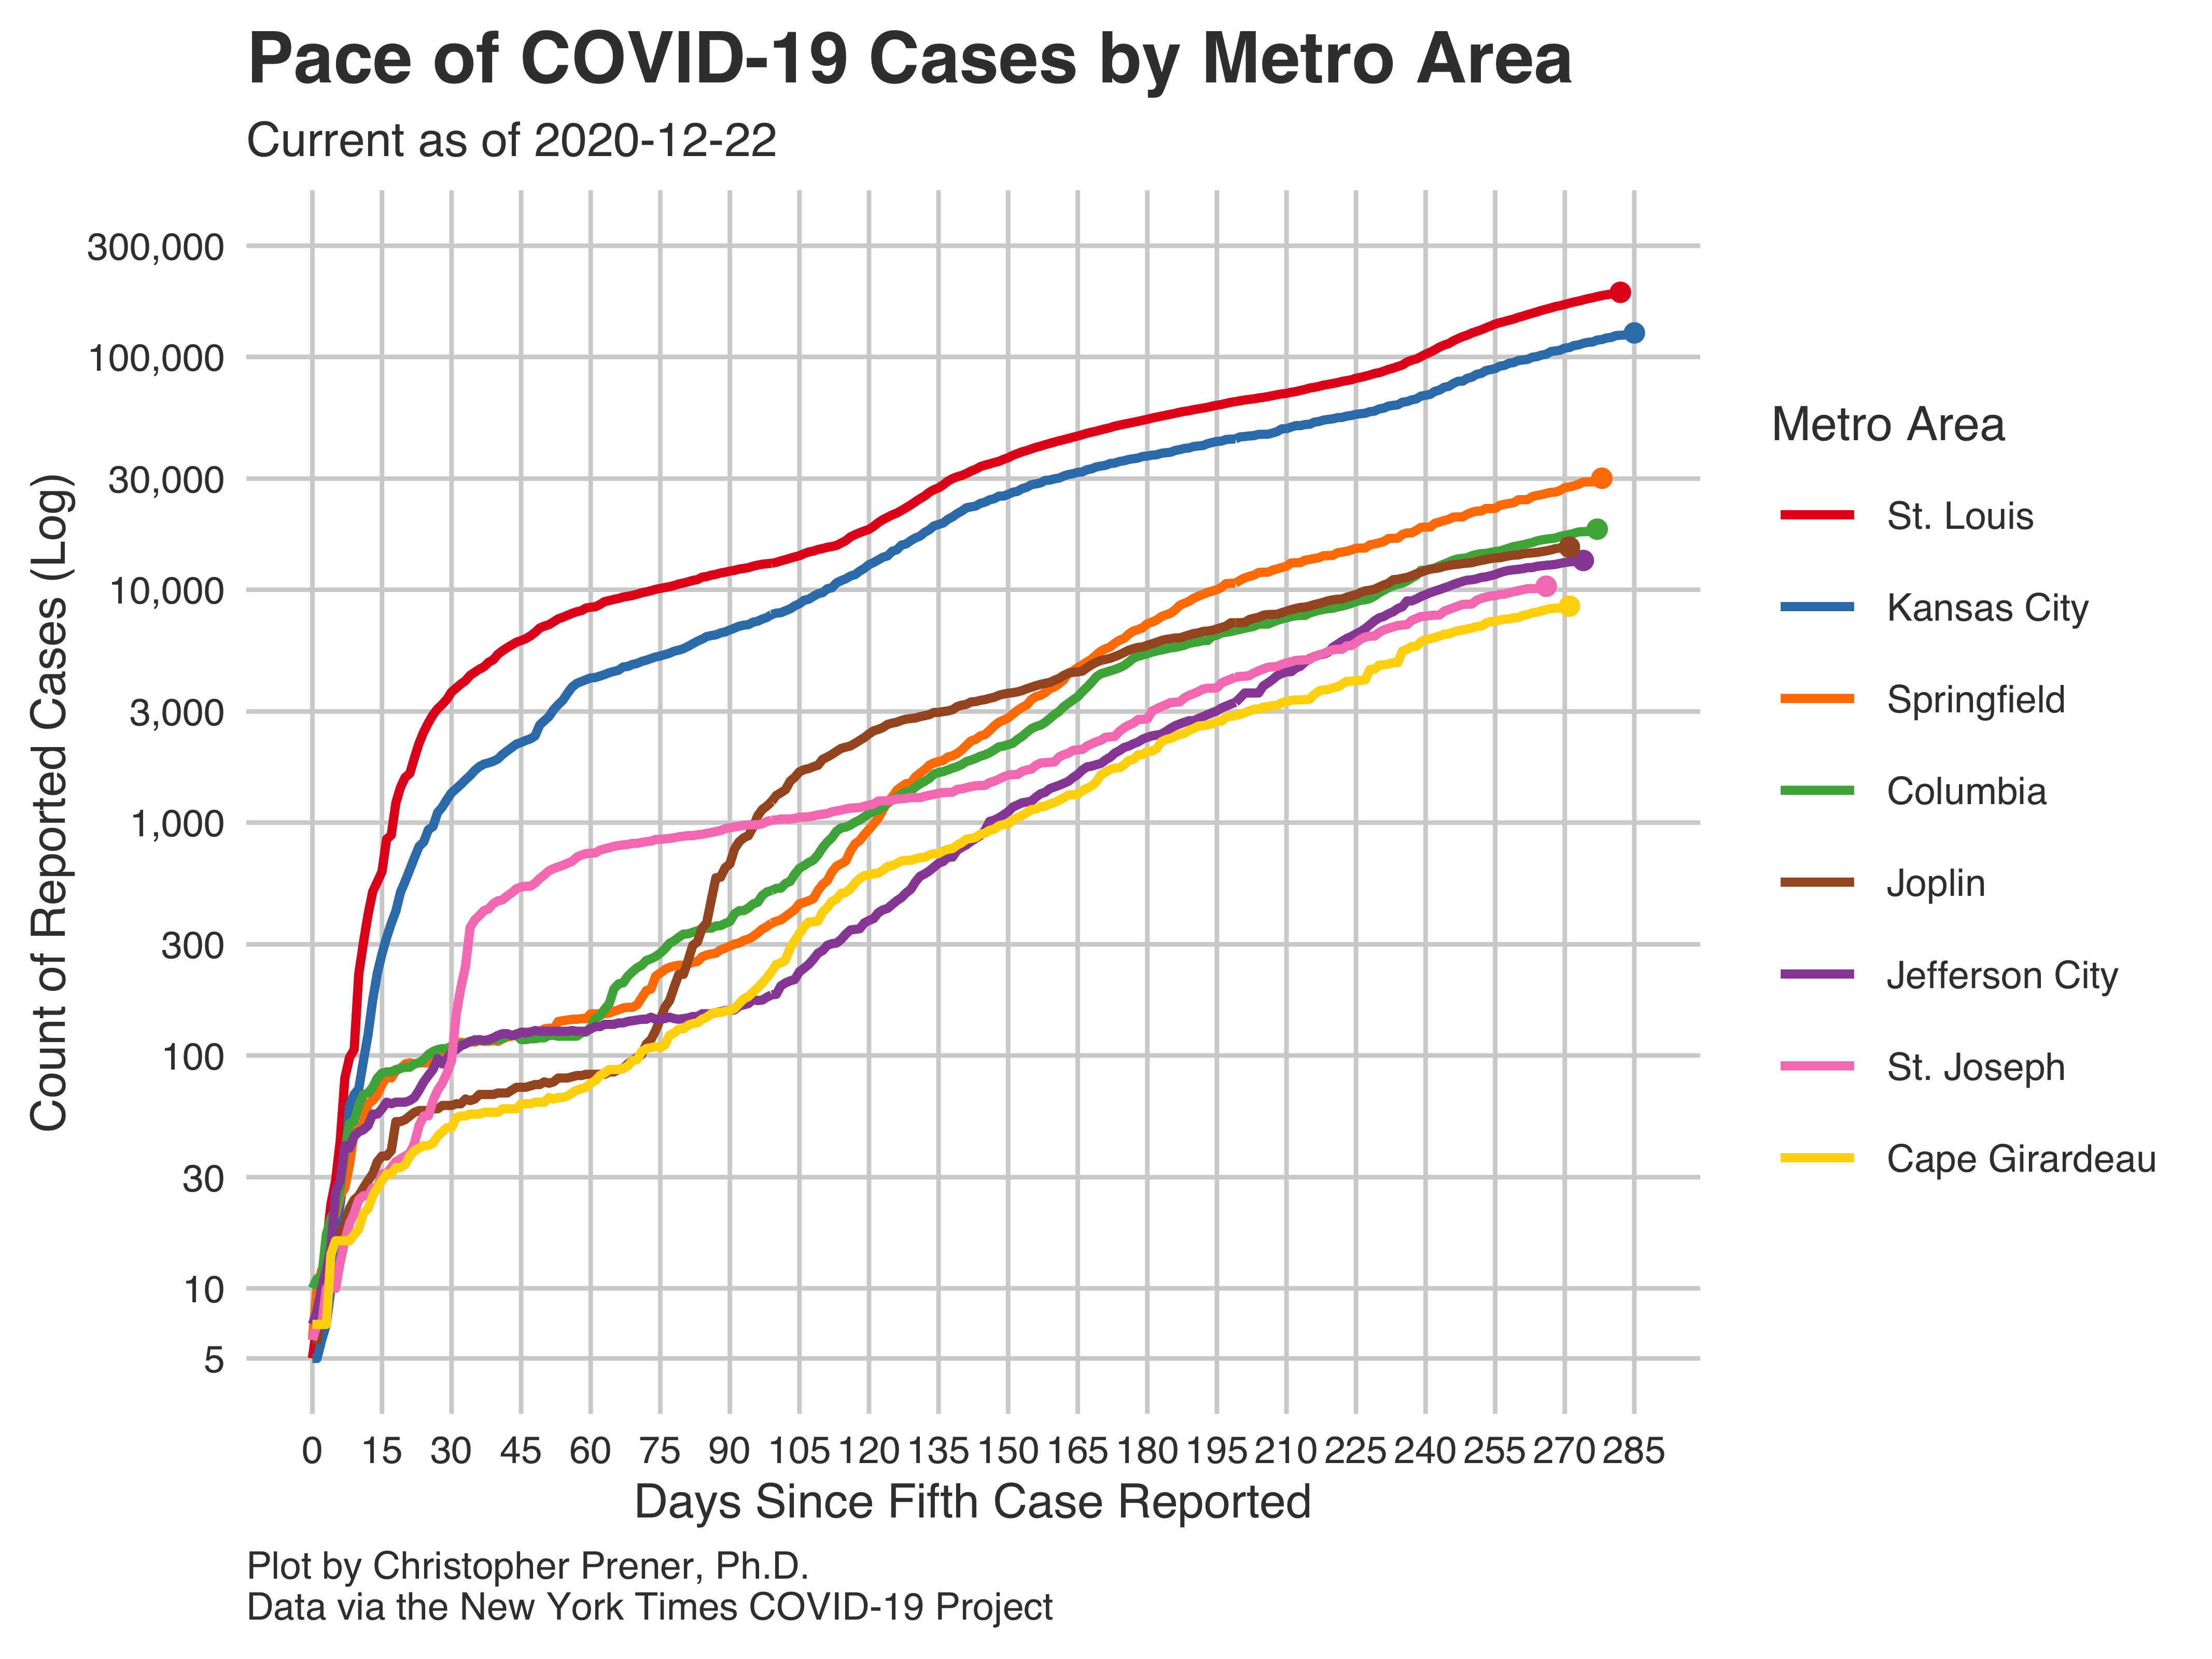 Pace of COVID-19 Cases by Metro Area
Current as of 2020-12-22
Count of Reported Cases (Log)
300,000
100,000
30,000
10,000
3,000
1,000
300
100
30
10
5
0 15 30 45 60 75 90 105 120 135 150 165 180 195 210 225 240 255 270 285
Days Since Fifth Case Reported
Metro Area
St. Louis
Kansas City
Springfield
Columbia
Joplin
Jefferson City
St. Joseph
Cape Girardeau
Plot by Christopher Prener, Ph.D.
Data via the New York Times COVID-19 Project